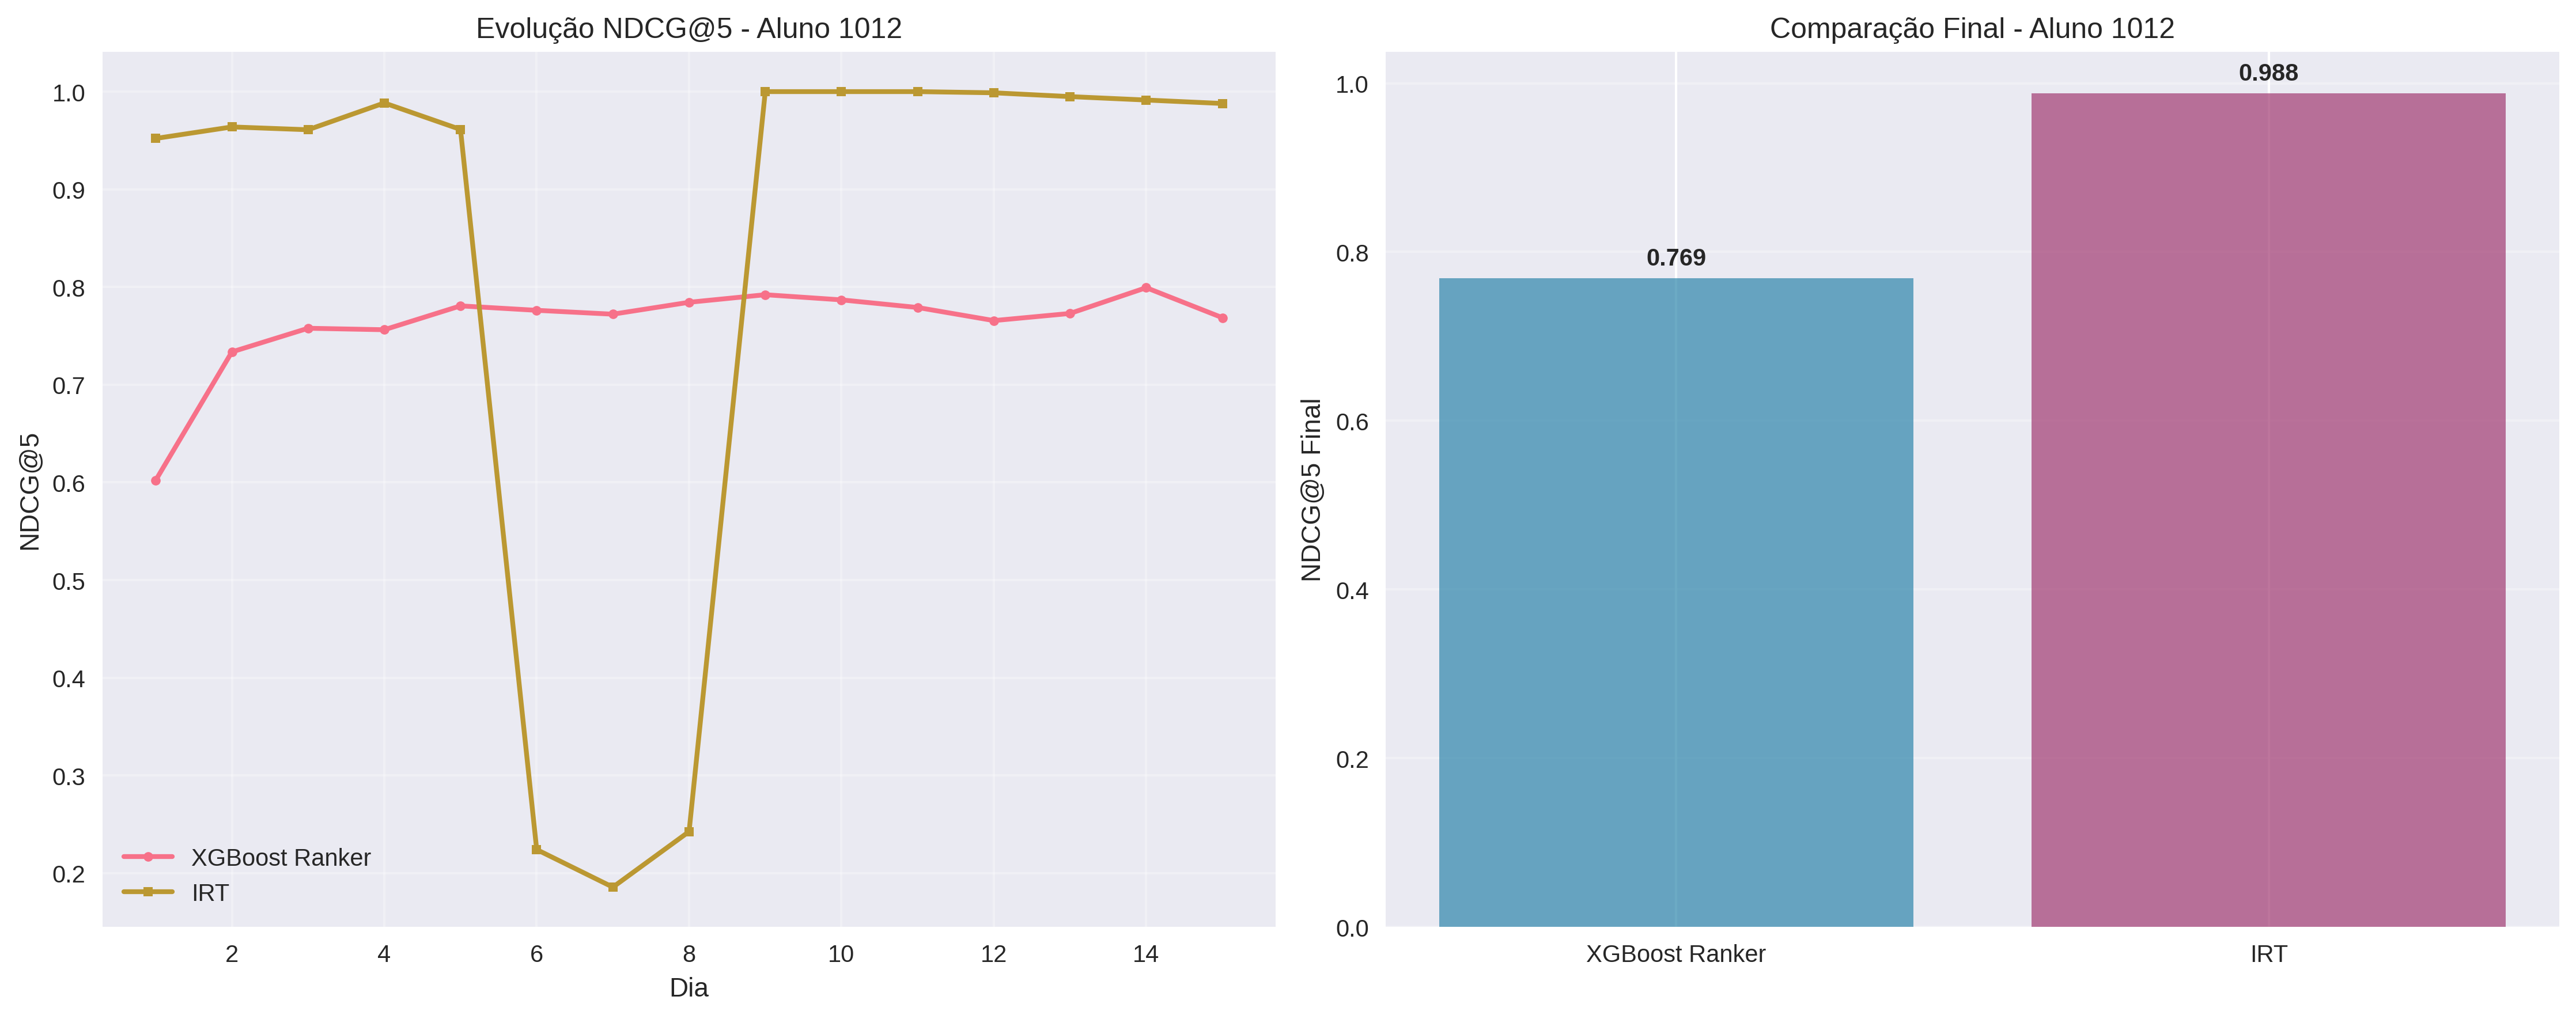 Evolução NDCG@5 - Aluno 1012
NDCG@5
1.0
0.9
0.8
0.7
0.6
0.5
0.4
0.3
0.2
XGBoost Ranker
IRT
2 4 6 8 10 12 14
Dia
Comparação Final - Aluno 1012
NDCG@5 Final
1.0
0.8
0.6
0.4
0.2
0.0
0.769
0.988
XGBoost Ranker IRT